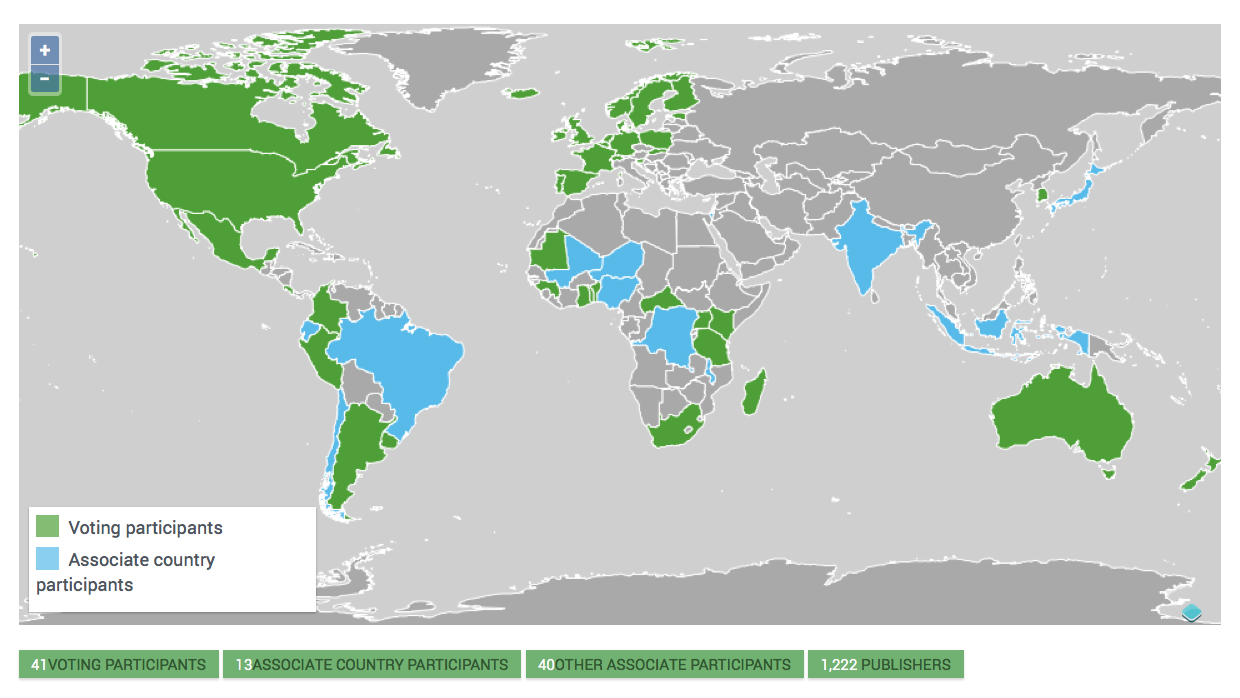 +
−
Voting participants
Associate country
participants
41VOTING PARTICIPANTS
13ASSOCIATE COUNTRY PARTICIPANTS
40OTHER ASSOCIATE PARTICIPANTS
1,222 PUBLISHERS